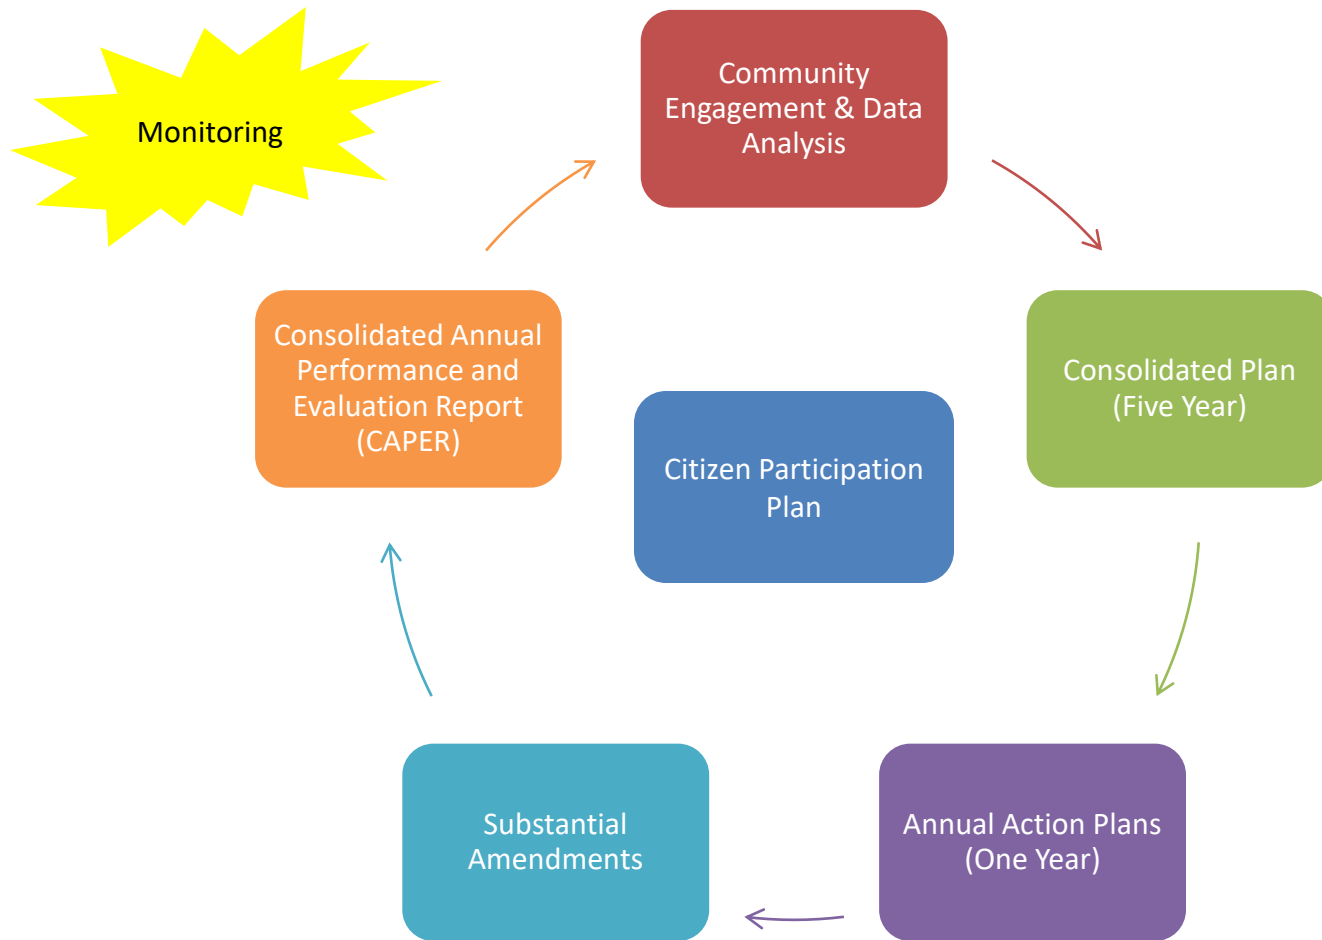 Monitoring
Community
Engagement & Data
Analysis
Consolidated Plan
(Five Year)
Annual Action Plans
(One Year)
Substantial
Amendments
Consolidated Annual
Performance and
Evaluation Report
(CAPER)
Citizen Participation
Plan